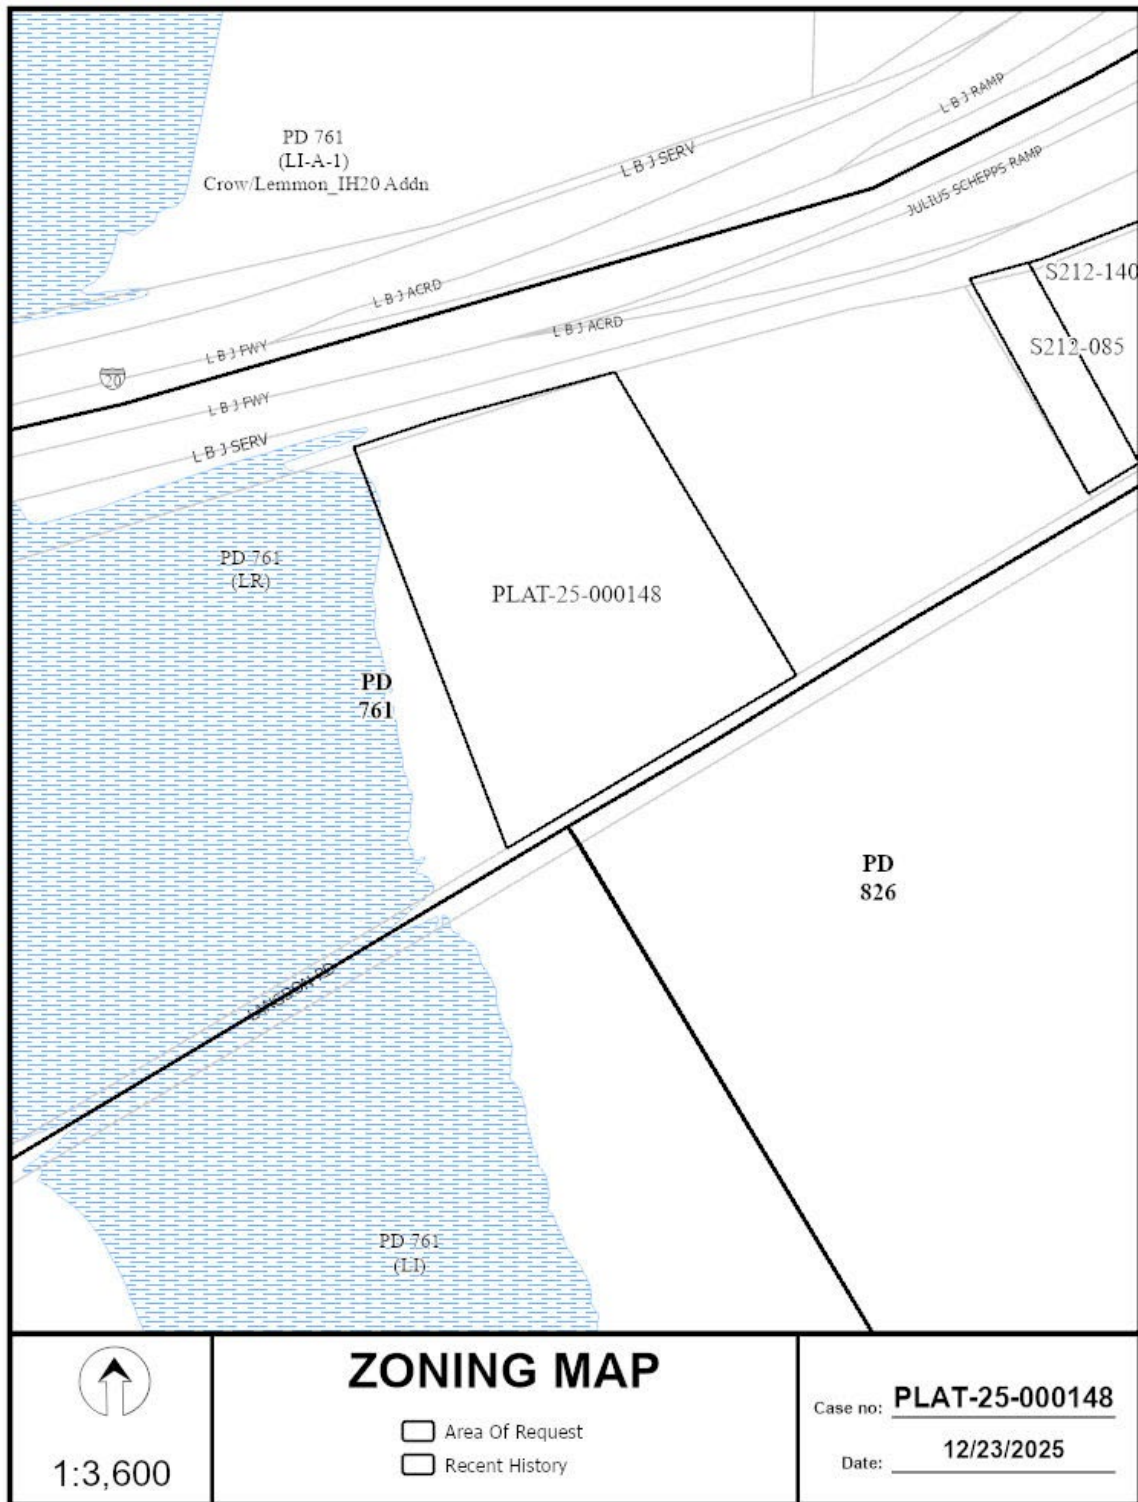 PD 761
(LI-A-1)
Crow/Lemmon_IH20 Addn
L B J SERV
L B J RAMP
JULIUS SCHEPPS RAMP
L B J ACRD
L B J ACRD
S212-140
S212-085
L B J FWY
20
L B J FWY
L B J SERV
PD 761
(LR)
PLAT-25-000148
PD
761
PD
826
LANGDON RD
PD 761
(LI)
ZONING MAP
Area Of Request
Recent History
1:3,600
Case no: PLAT-25-000148
Date: 12/23/2025